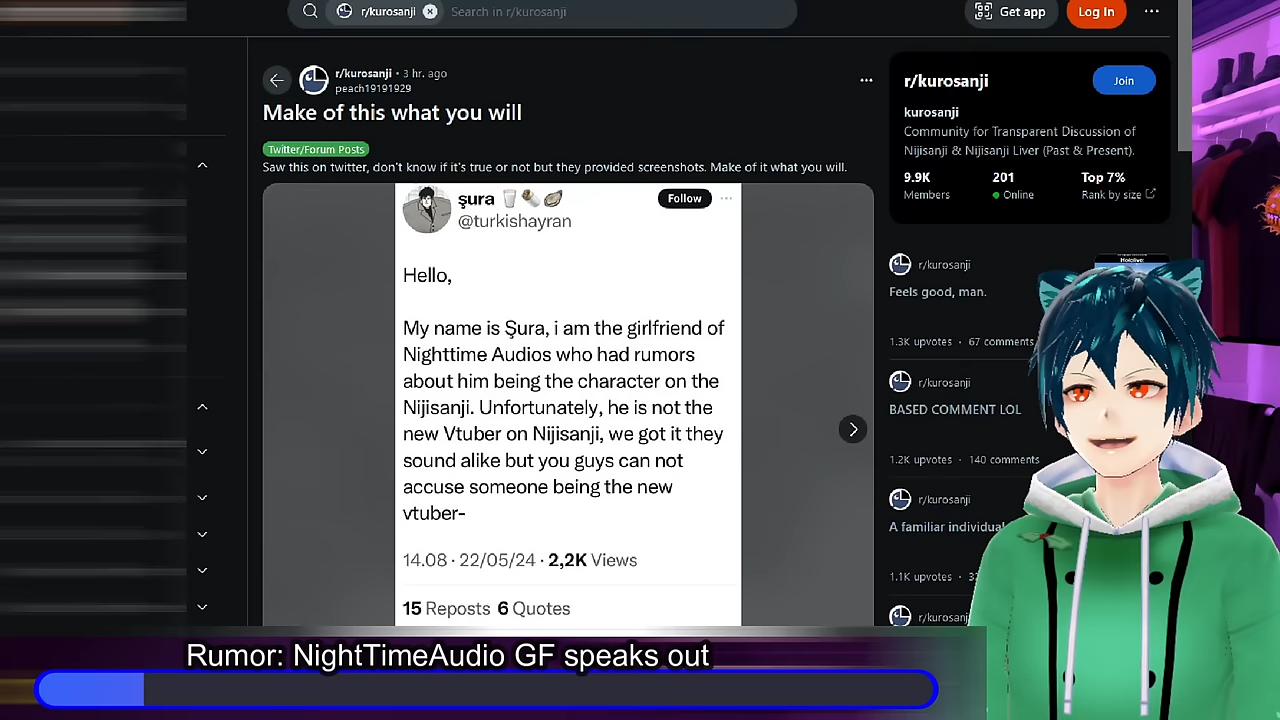 r/kurosanji
Search in r/kurosanji
Get app
Log In
r/kurosanji • 3 hr. ago
peach19191929
Make of this what you will
Twitter/Forum Posts
Saw this on twitter, don't know if it's true or not but they provided screenshots. Make of it what you will.
şura
@turkishayran
Follow
Hello,
My name is Şura, i am the girlfriend of
Nighttime Audios who had rumors
about him being the character on the
Nijisanji. Unfortunately, he is not the
new Vtuber on Nijisanji, we got it they
sound alike but you guys can not
accuse someone being the new
vtuber-
14.08 · 22/05/24 · 2,2K Views
15 Reposts 6 Quotes
r/kurosanji
Join
kurosanji
Community for Transparent Discussion of
Nijisanji & Nijisanji Liver (Past & Present).
9.9K
201
Top 7%
Members
Online
Rank by size
r/kurosanji
Feels good, man.
1.3K upvotes • 67 comments
r/kurosanji
BASED COMMENT LOL
1.2K upvotes • 140 comments
r/kurosanji
A familiar individual
1.1K upvotes •
r/kurosanji
Rumor: NightTimeAudio GF speaks out